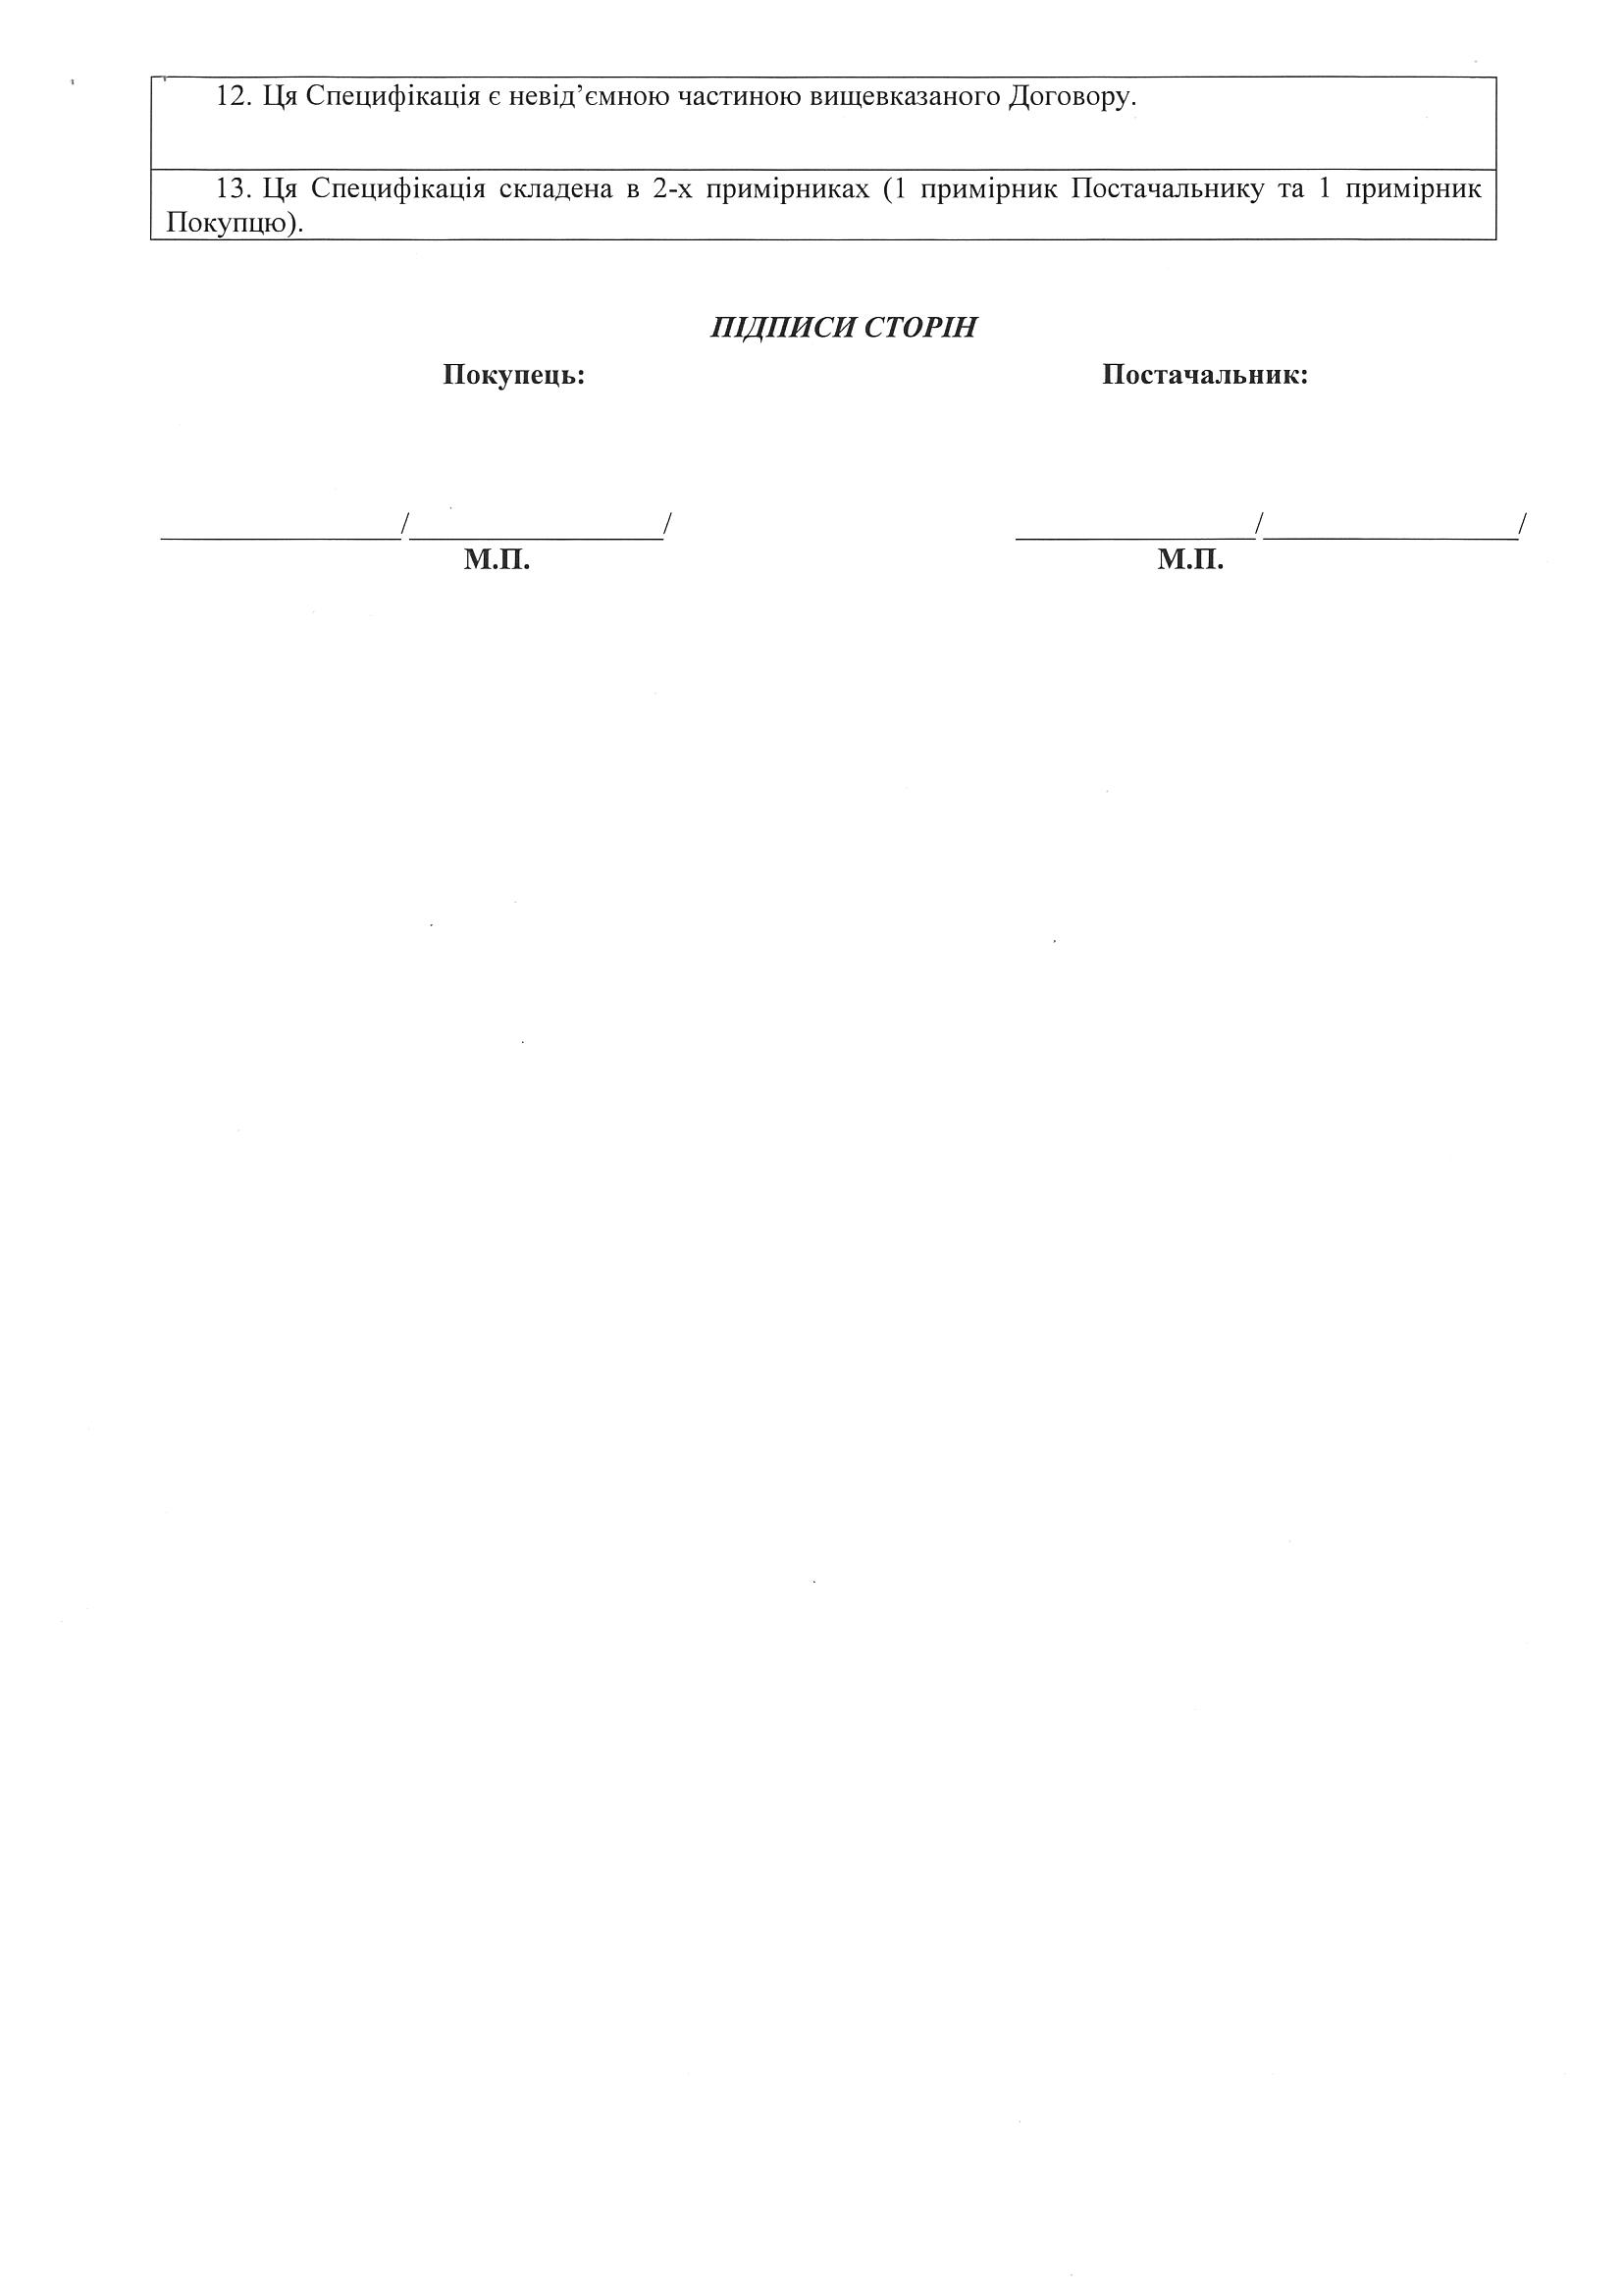 12. Ця Специфікація є невід’ємною частиною вищевказаного Договору.
13. Ця Специфікація складена в 2-х примірниках (1 примірник Постачальнику та 1 примірник
Покупцю).
ПІДПИСИ СТОРІН
Покупець: Постачальник:
________________/_________________/ ________________/_________________/
М.П. М.П.